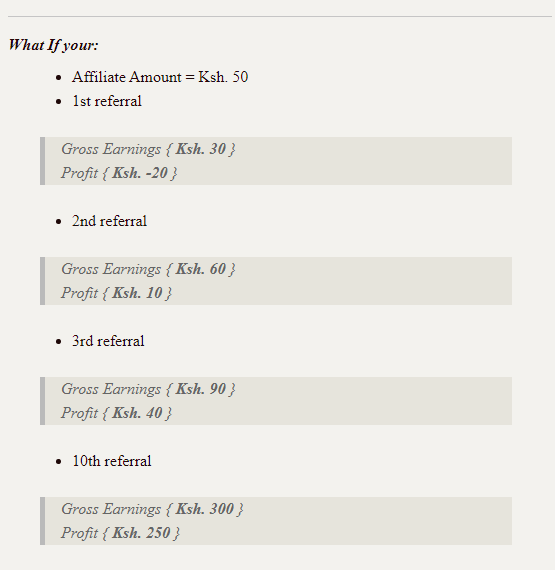 What If your:
Affiliate Amount = Ksh. 50
1st referral
Gross Earnings { Ksh. 30 }
Profit { Ksh. -20 }
2nd referral
Gross Earnings { Ksh. 60 }
Profit { Ksh. 10 }
3rd referral
Gross Earnings { Ksh. 90 }
Profit { Ksh. 40 }
10th referral
Gross Earnings { Ksh. 300 }
Profit { Ksh. 250 }